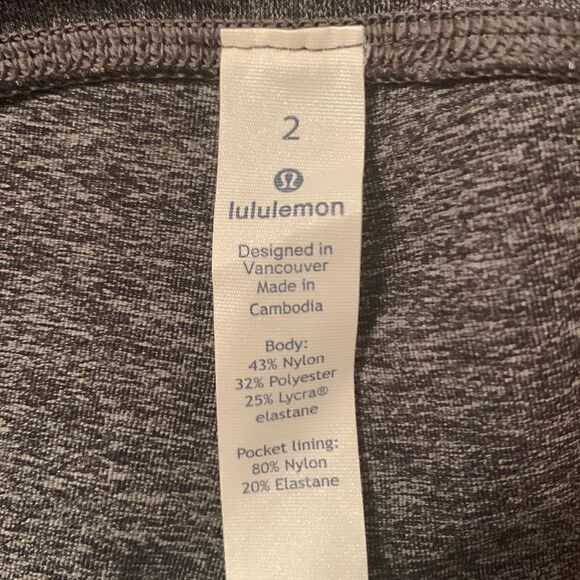 2
lululemon
Designed in
Vancouver
Made in
Cambodia
Body:
43% Nylon
32% Polyester
25% Lycra®
elastane
Pocket lining:
80% Nylon
20% Elastane